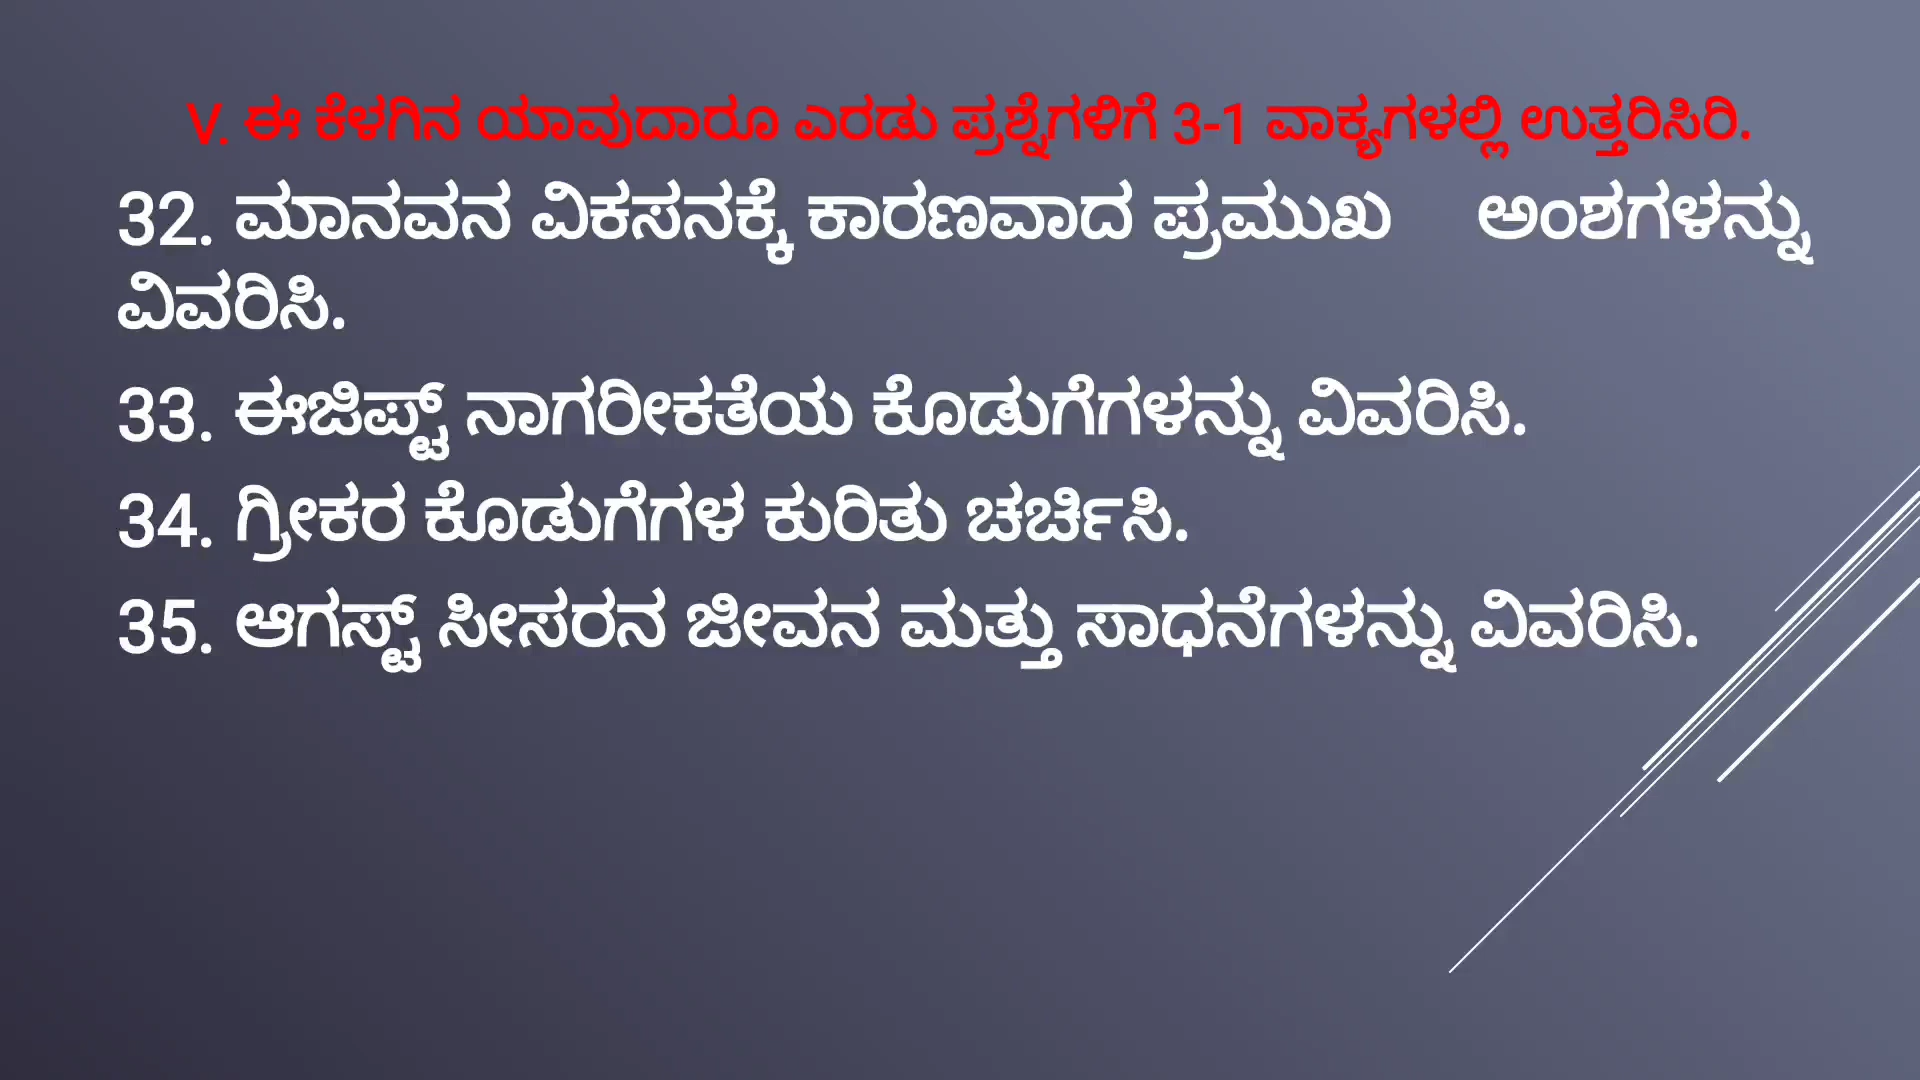 V. ಈ ಕೆಳಗಿನ ಯಾವುದಾರೂ ಎರಡು ಪ್ರಶ್ನೆಗಳಿಗೆ 3-1 ವಾಕ್ಯಗಳಲ್ಲಿ ಉತ್ತರಿಸಿರಿ.
32. ಮಾನವನ ವಿಕಸನಕ್ಕೆ ಕಾರಣವಾದ ಪ್ರಮುಖ ಅಂಶಗಳನ್ನು
ವಿವರಿಸಿ.
33. ಈಜಿಪ್ಟ್ ನಾಗರೀಕತೆಯ ಕೊಡುಗೆಗಳನ್ನು ವಿವರಿಸಿ.
34. ಗ್ರೀಕರ ಕೊಡುಗೆಗಳ ಕುರಿತು ಚರ್ಚಿಸಿ.
35. ಆಗಸ್ಟ್ ಸೀಸರನ ಜೀವನ ಮತ್ತು ಸಾಧನೆಗಳನ್ನು ವಿವರಿಸಿ.